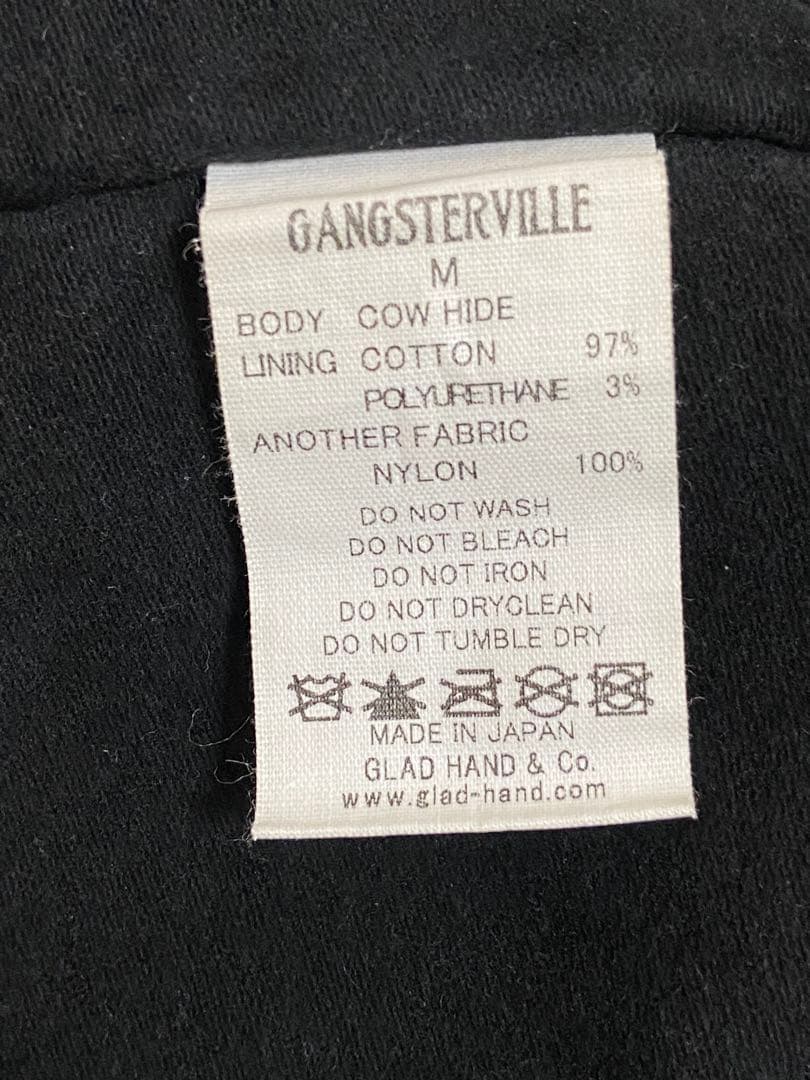 GANGSTERVILLE
M
BODY COW HIDE
LINING COTTON 97%
POLYURETHANE 3%
ANOTHER FABRIC
NYLON 100%
DO NOT WASH
DO NOT BLEACH
DO NOT IRON
DO NOT DRYCLEAN
DO NOT TUMBLE DRY
MADE IN JAPAN
GLAD HAND & Co.
www.glad-hand.com